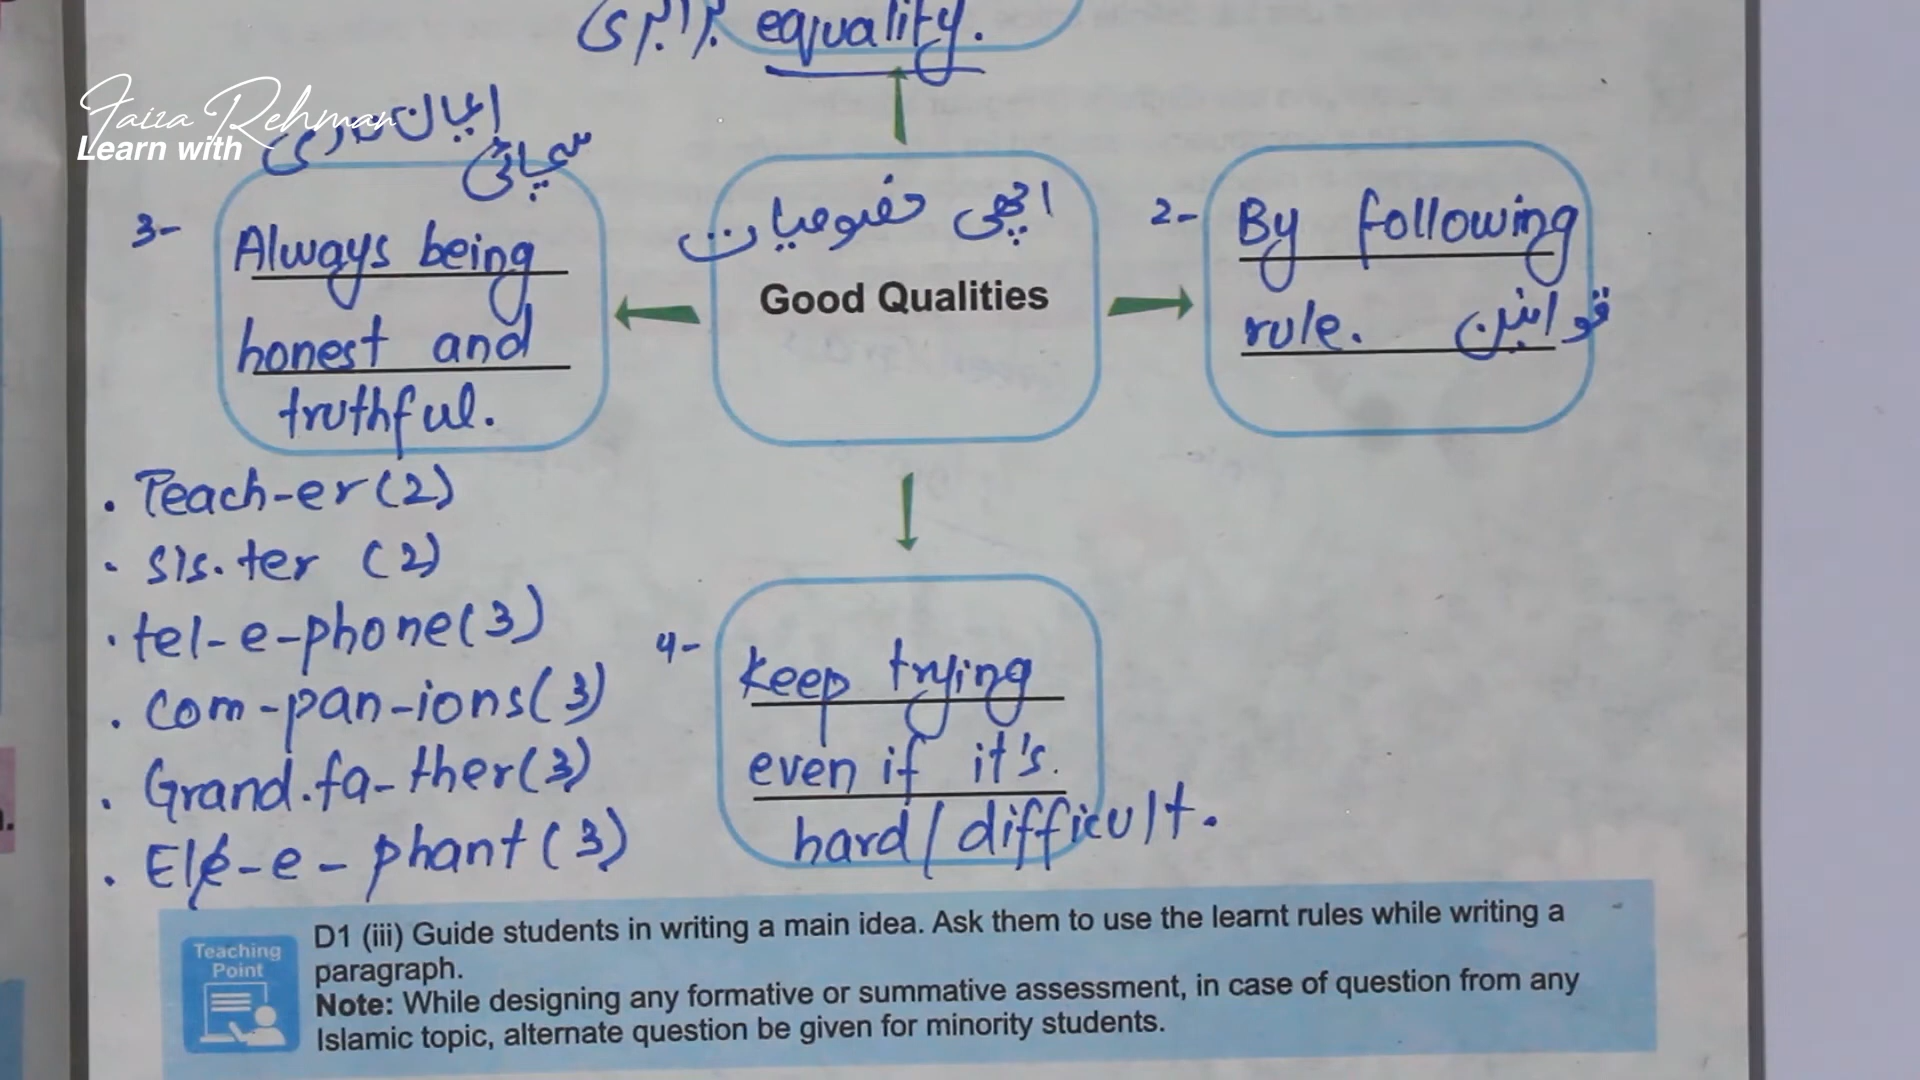 برابری equality.
Faiza Rehman
Learn with
ایمان داری
سچائی
3- Always being
honest and
truthful.
اچھی خصوصیات
Good Qualities
2- By following
rule. قوانین
. Teach-er (2)
. sis.ter (2)
. tel-e-phone (3)
. Com-pan-ions (3)
. Grand.fa-ther (3)
. Ele-e-phant (3)
4- Keep trying
even if it's.
hard / difficult.
Teaching
Point
D1 (iii) Guide students in writing a main idea. Ask them to use the learnt rules while writing a
paragraph.
Note: While designing any formative or summative assessment, in case of question from any
Islamic topic, alternate question be given for minority students.